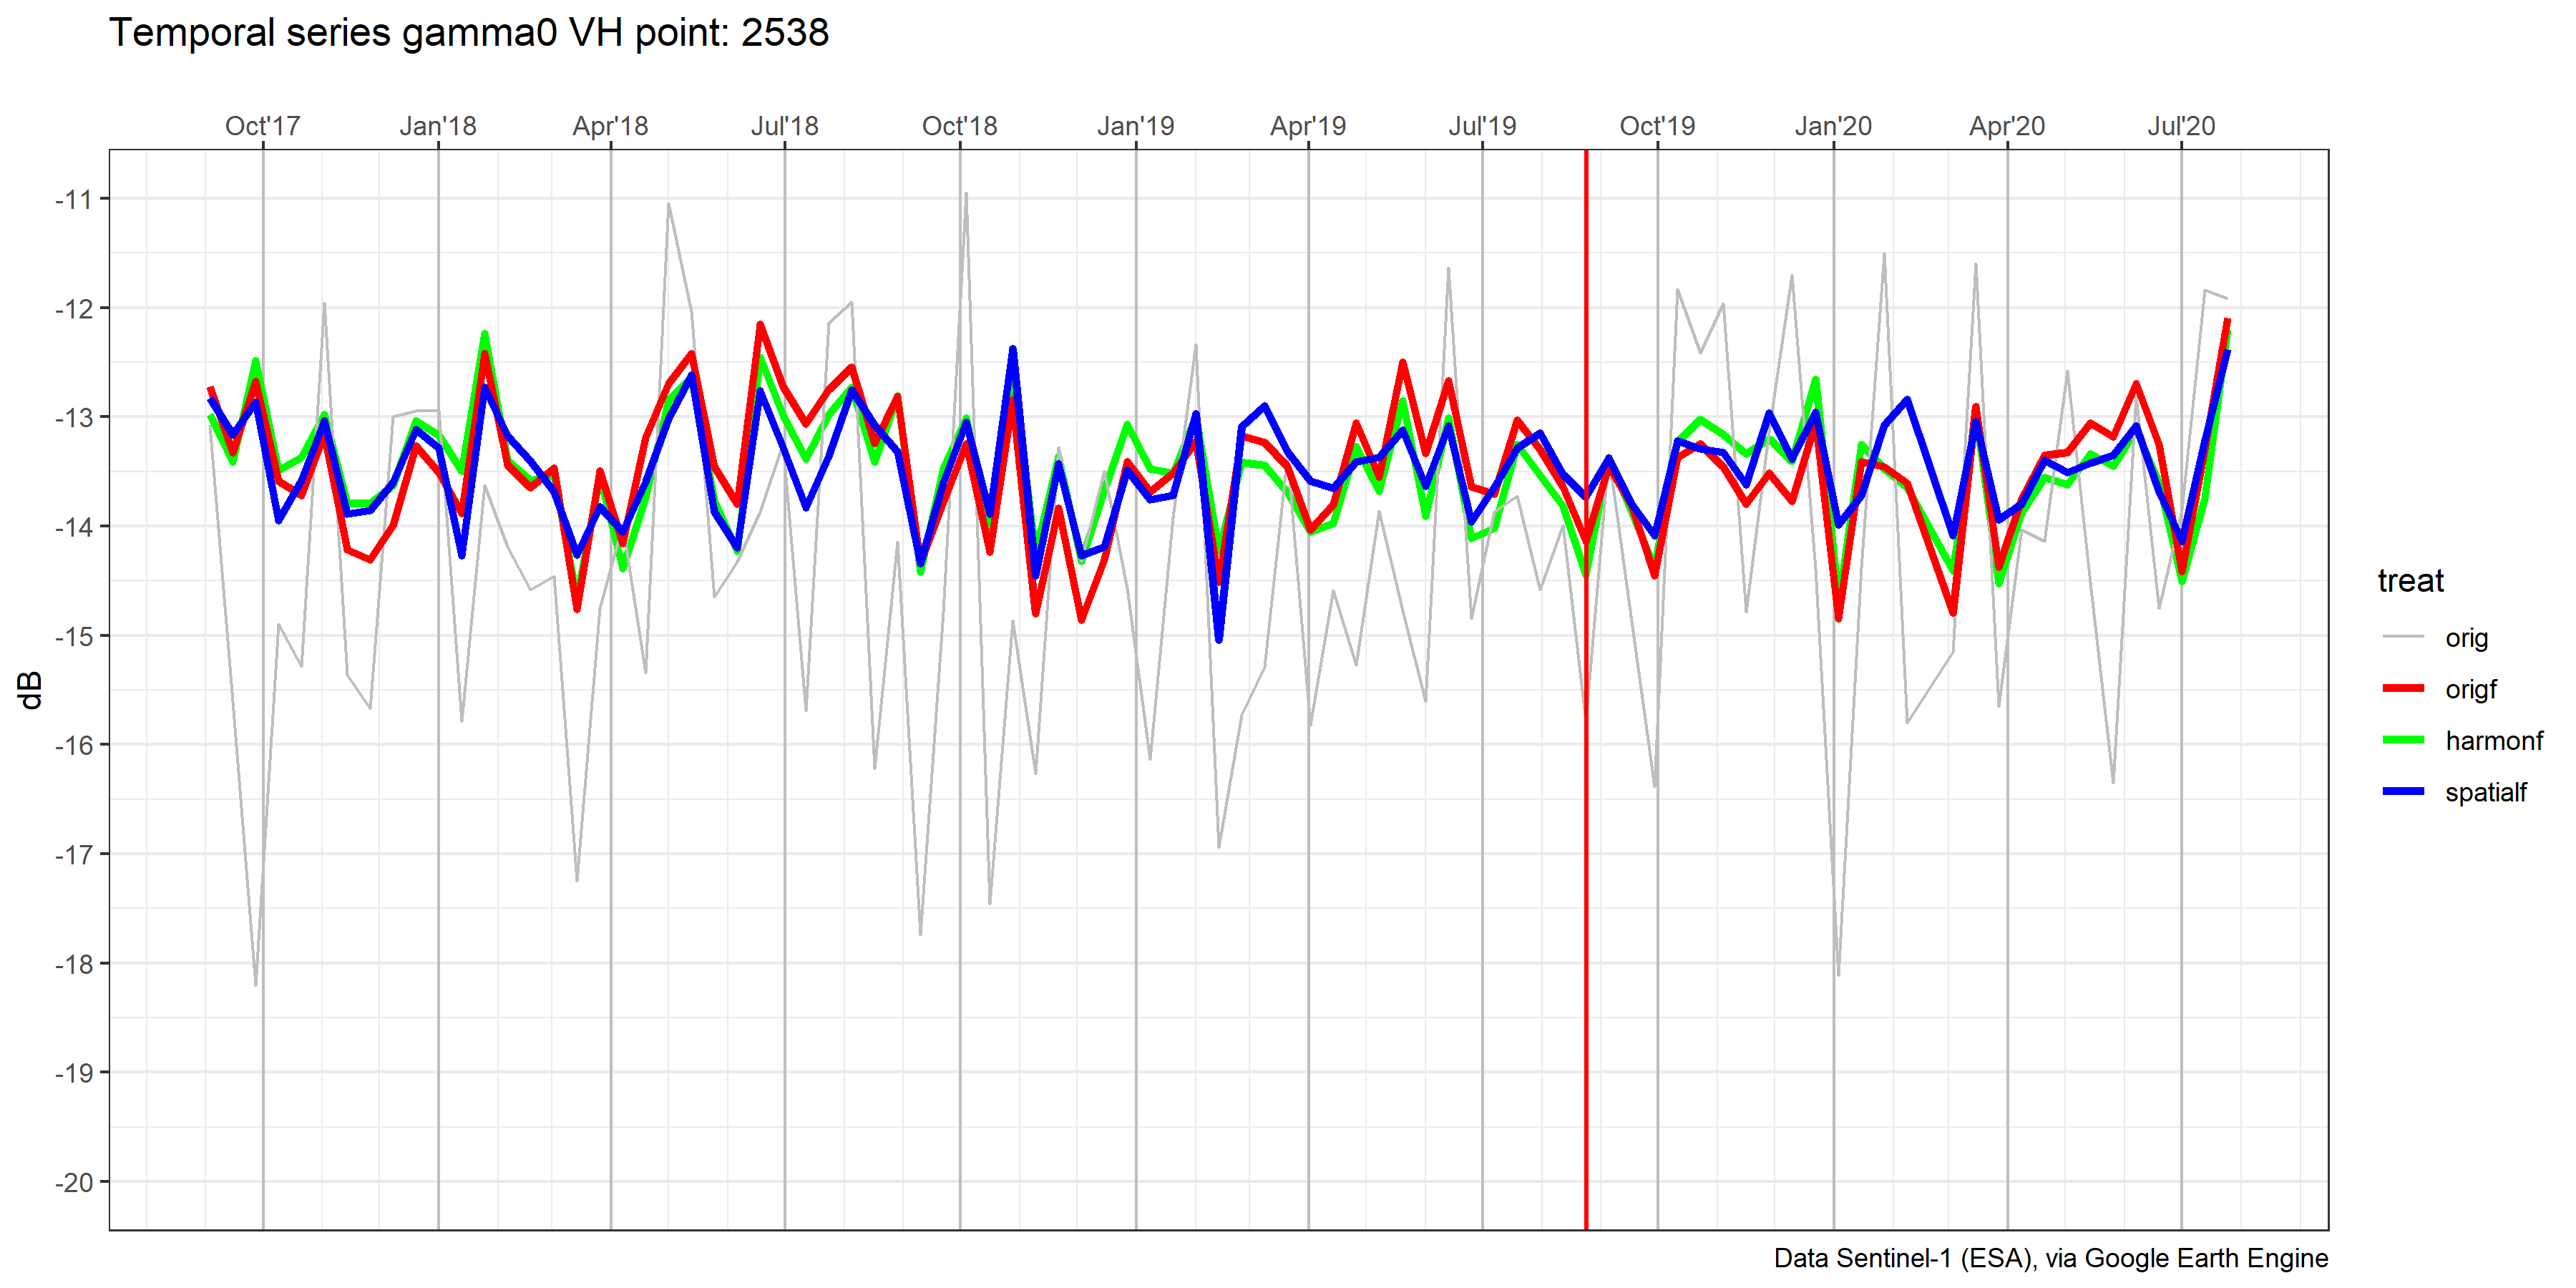 Temporal series gamma0 VH point: 2538
Oct'17 Jan'18 Apr'18 Jul'18 Oct'18 Jan'19 Apr'19 Jul'19 Oct'19 Jan'20 Apr'20 Jul'20
-11
-12
-13
-14
-15
-16
-17
-18
-19
-20
dB
treat
orig
origf
harmonf
spatialf
Data Sentinel-1 (ESA), via Google Earth Engine